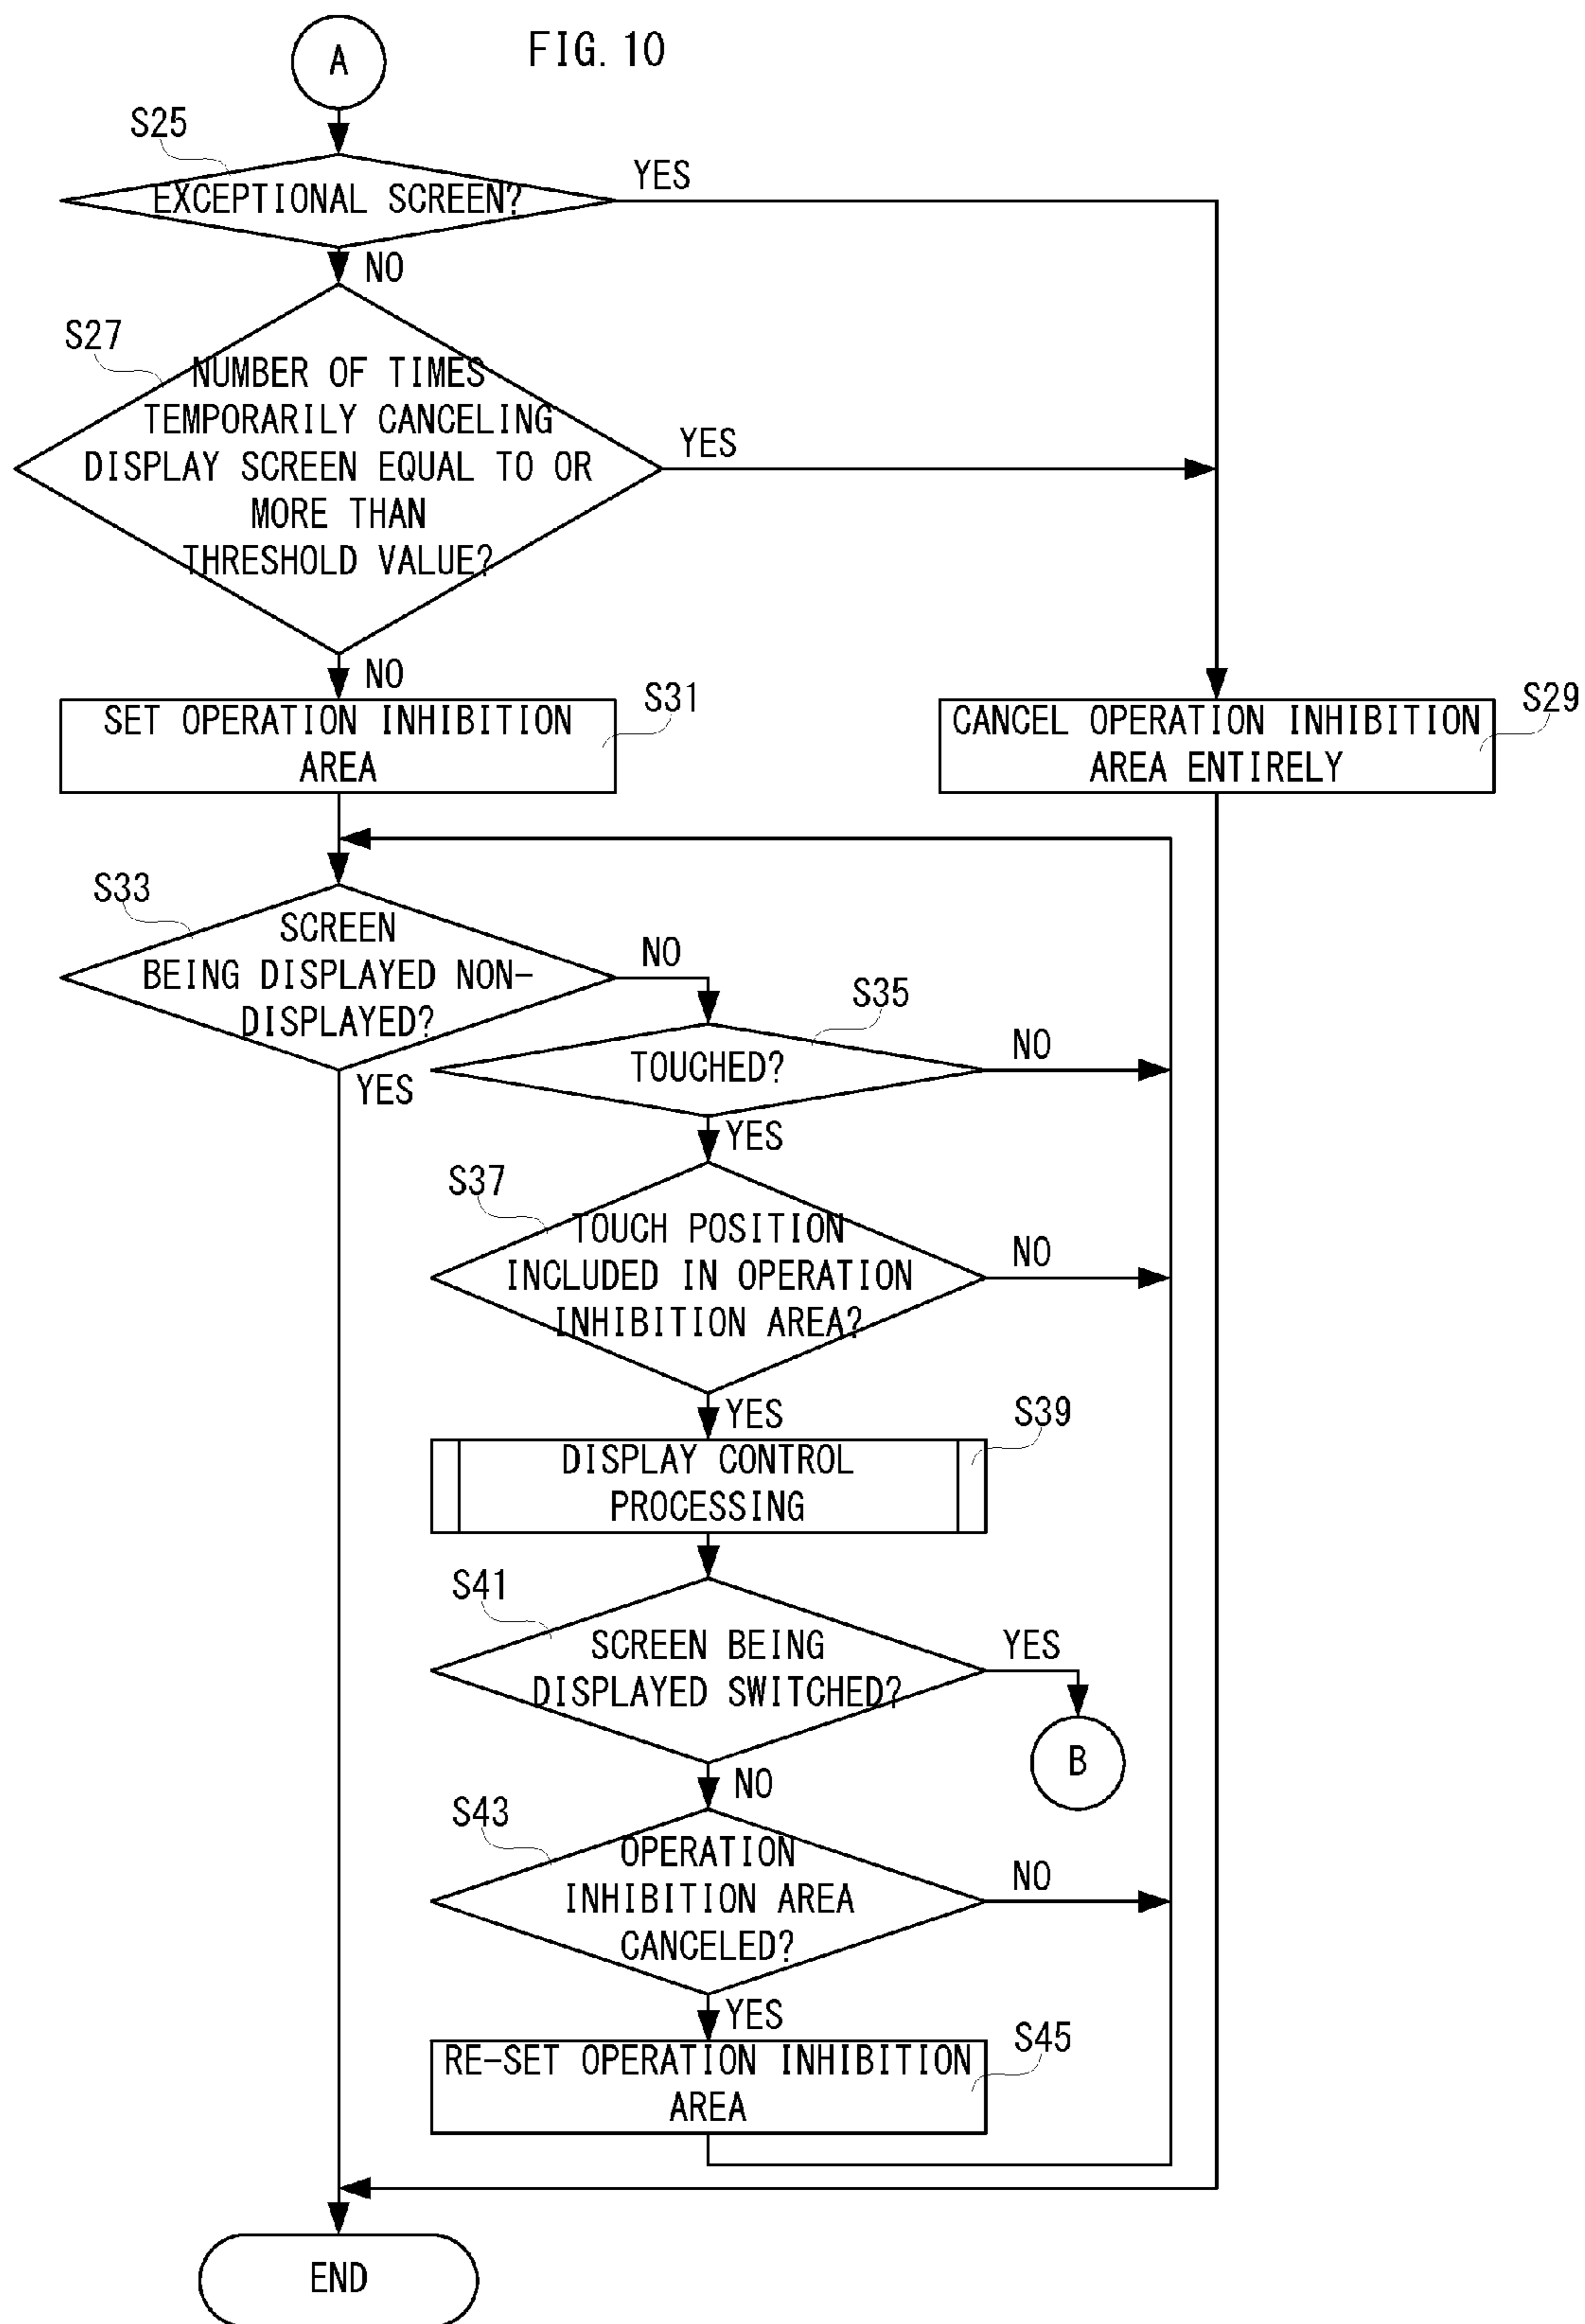 FIG. 10
A
S25
EXCEPTIONAL SCREEN?
YES
NO
S27
NUMBER OF TIMES
TEMPORARILY CANCELING
DISPLAY SCREEN EQUAL TO OR
MORE THAN
THRESHOLD VALUE?
YES
NO
S31
SET OPERATION INHIBITION
AREA
S29
CANCEL OPERATION INHIBITION
AREA ENTIRELY
S33
SCREEN
BEING DISPLAYED NON-
DISPLAYED?
NO
YES
S35
TOUCHED?
NO
YES
S37
TOUCH POSITION
INCLUDED IN OPERATION
INHIBITION AREA?
NO
YES
S39
DISPLAY CONTROL
PROCESSING
S41
SCREEN BEING
DISPLAYED SWITCHED?
YES
B
NO
S43
OPERATION
INHIBITION AREA
CANCELED?
NO
YES
S45
RE-SET OPERATION INHIBITION
AREA
END